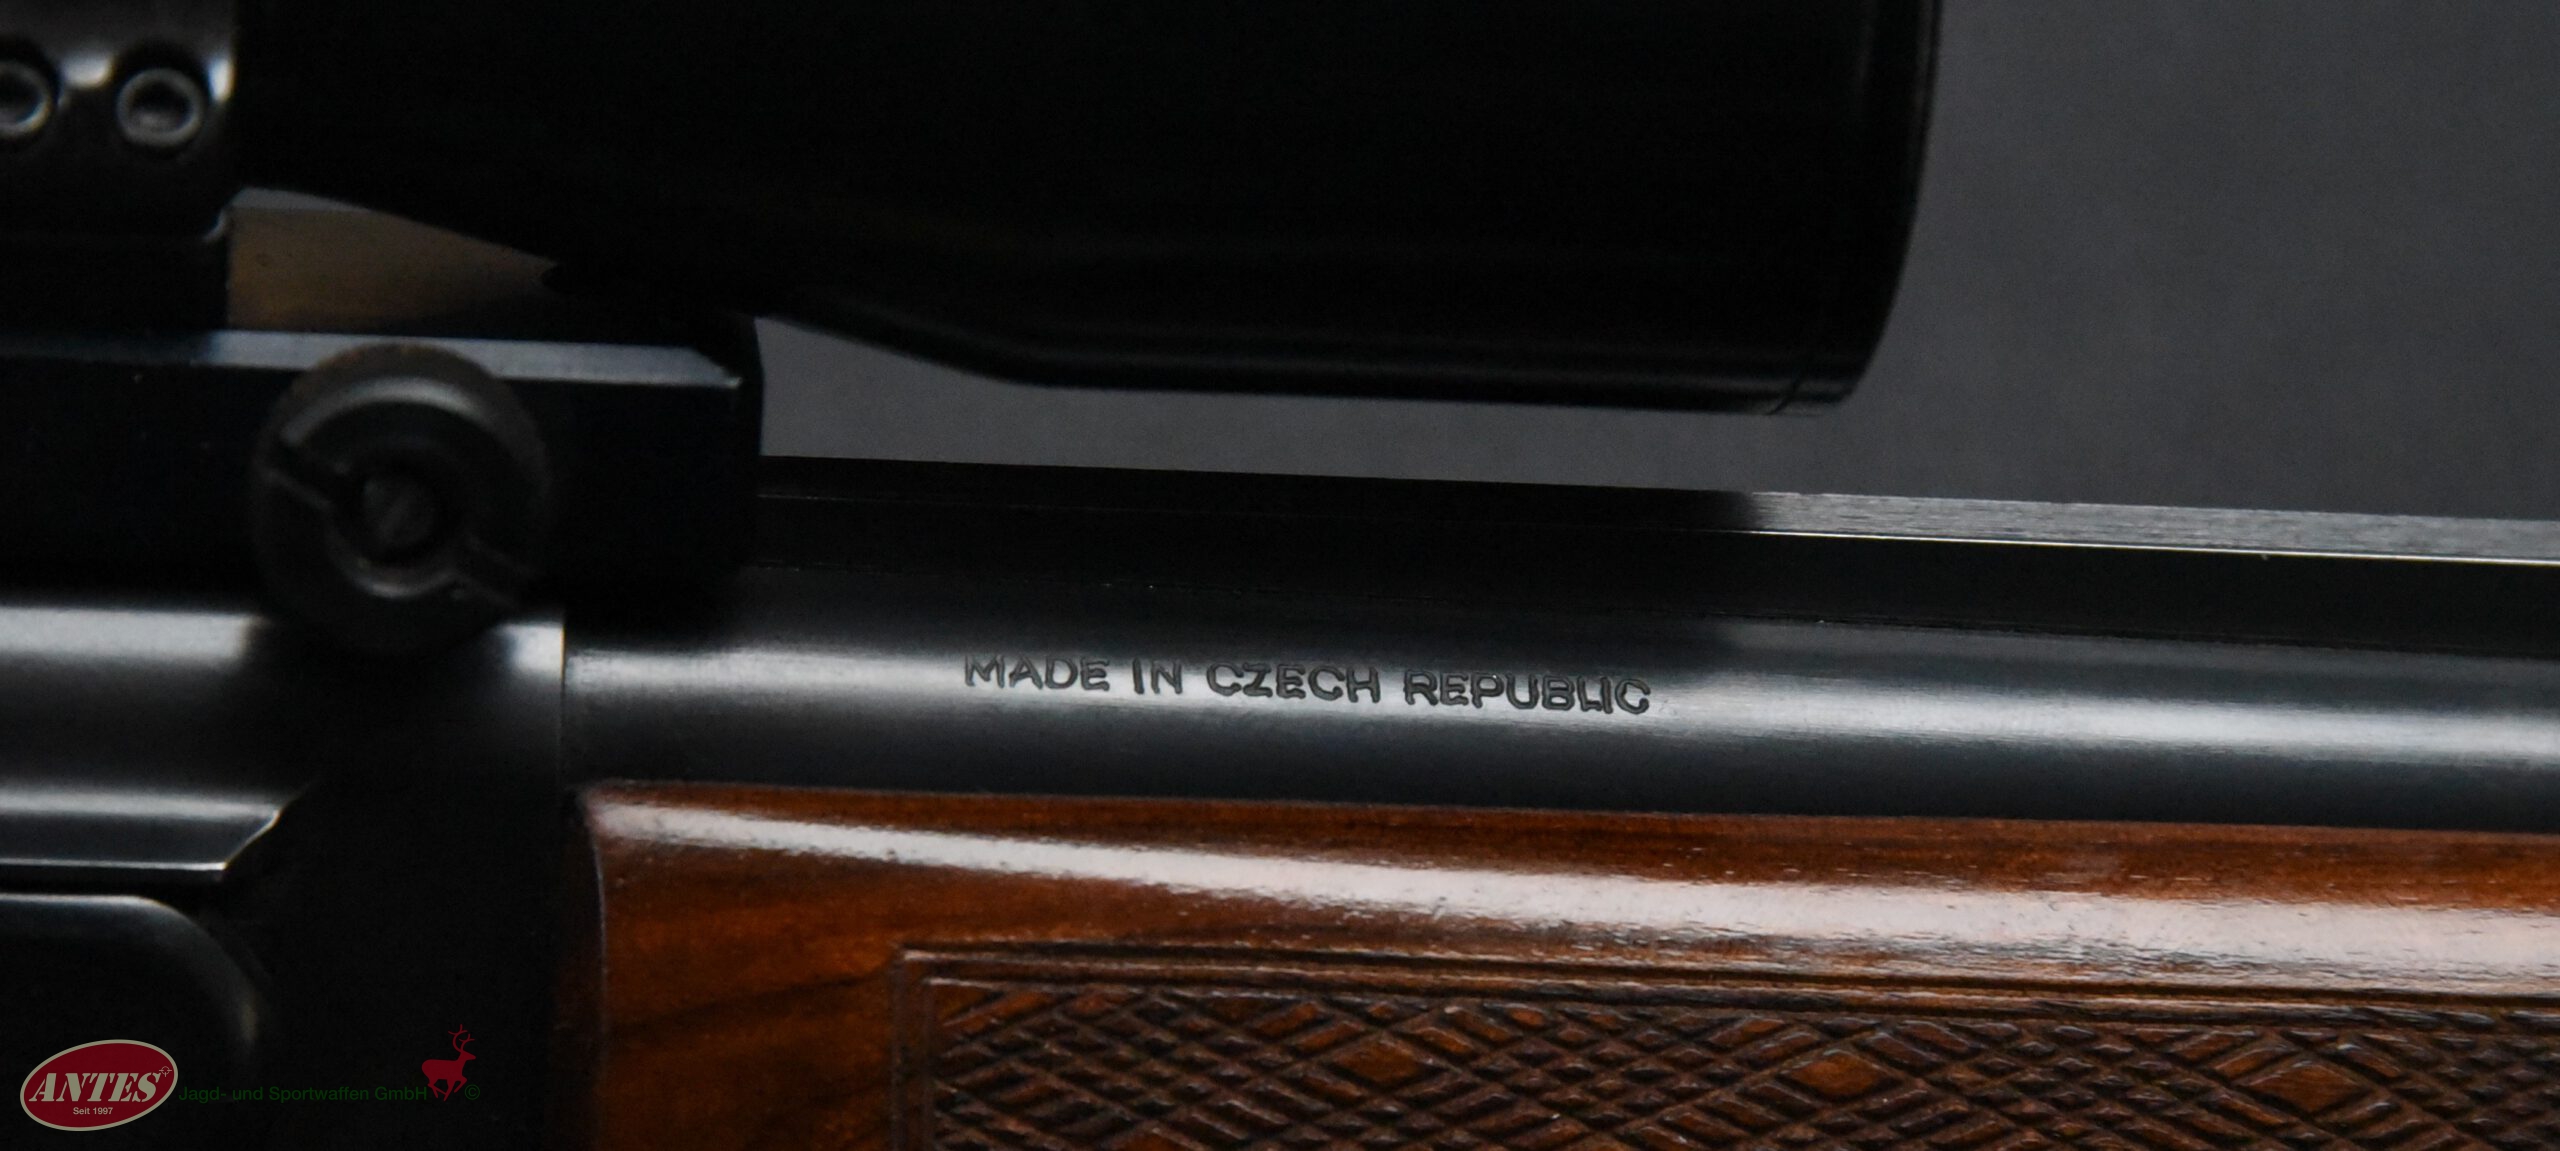 MADE IN CZECH REPUBLIC
ANTES
Seit 1997
Jagd- und Sportwaffen GmbH ©